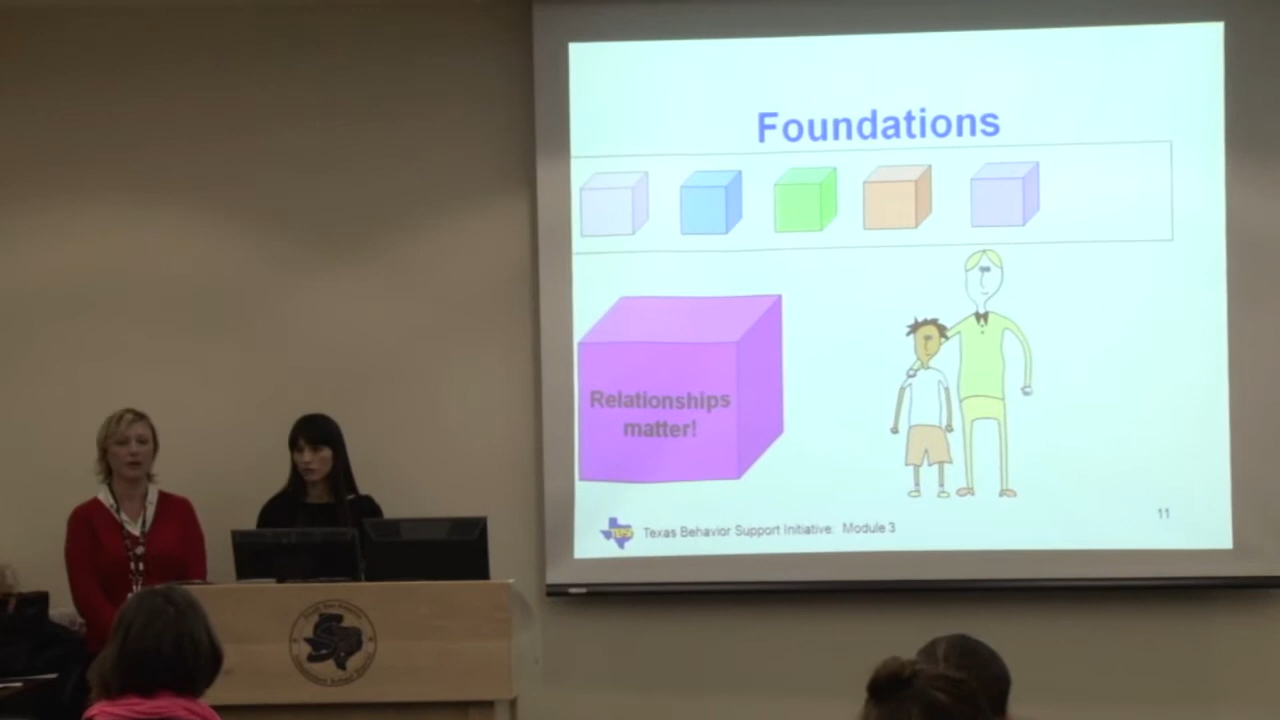 Foundations
Relationships
matter!
Texas Behavior Support Initiative: Module 3
11